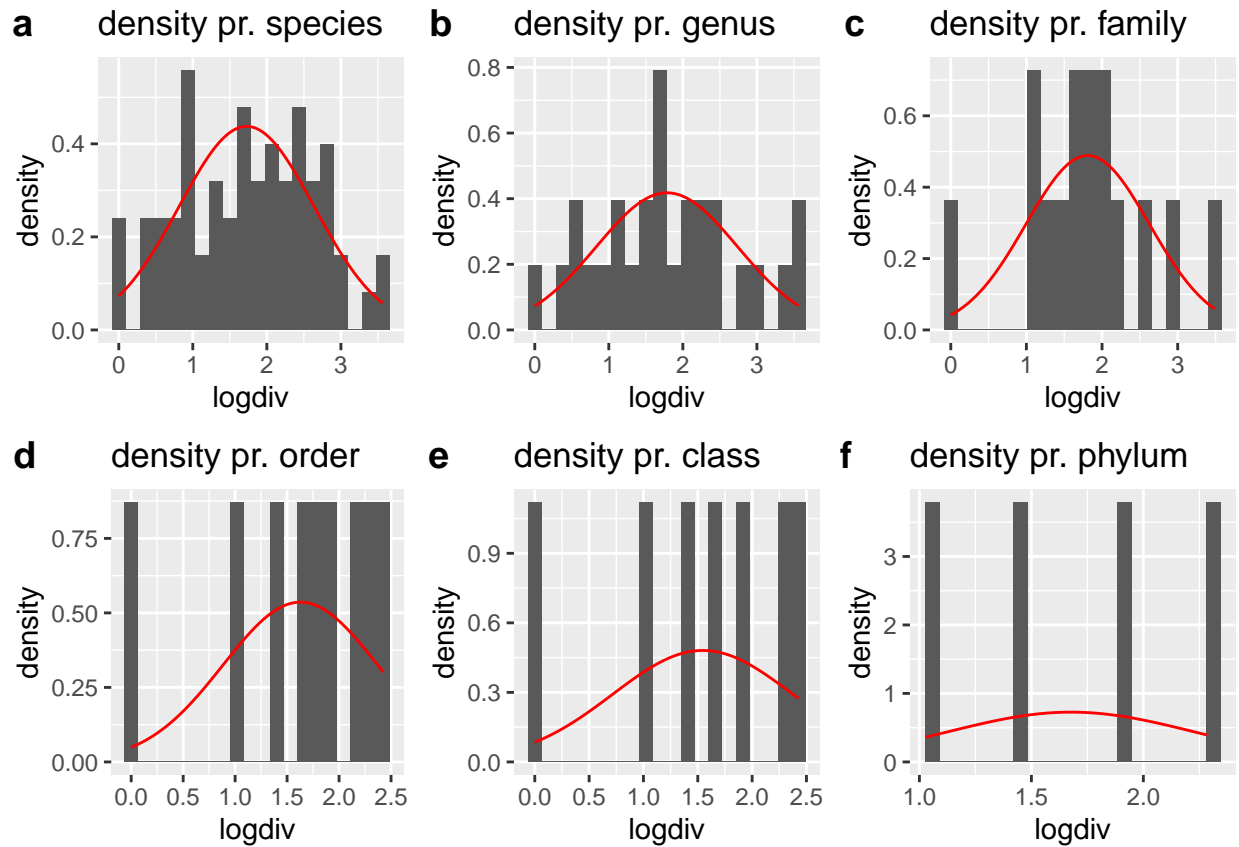 a density pr. species
density
0.4
0.2
0.0
0 1 2 3
logdiv
b density pr. genus
density
0.8
0.6
0.4
0.2
0.0
0 1 2 3
logdiv
c density pr. family
density
0.6
0.4
0.2
0.0
0 1 2 3
logdiv
d density pr. order
density
0.75
0.50
0.25
0.00
0.0 0.5 1.0 1.5 2.0 2.5
logdiv
e density pr. class
density
0.9
0.6
0.3
0.0
0.0 0.5 1.0 1.5 2.0 2.5
logdiv
f density pr. phylum
density
3
2
1
0
1.0 1.5 2.0
logdiv